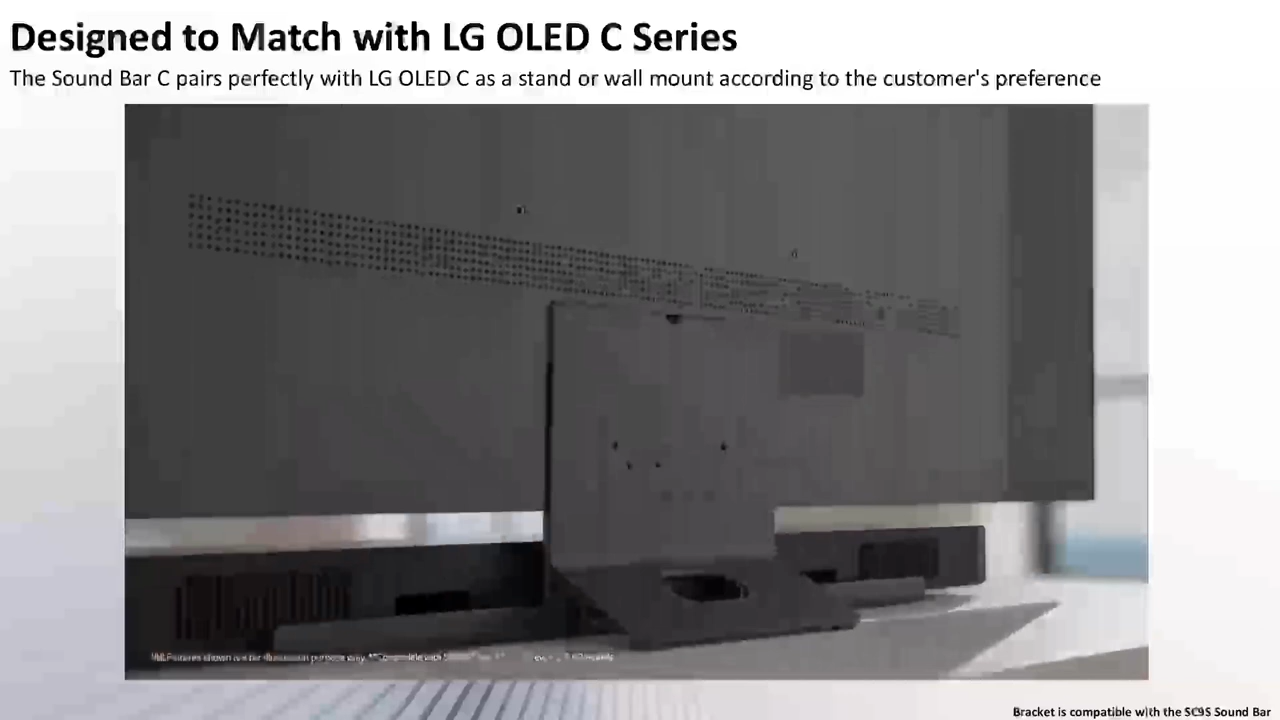 Designed to Match with LG OLED C Series
The Sound Bar C pairs perfectly with LG OLED C as a stand or wall mount according to the customer's preference
Bracket is compatible with the SC9S Sound Bar